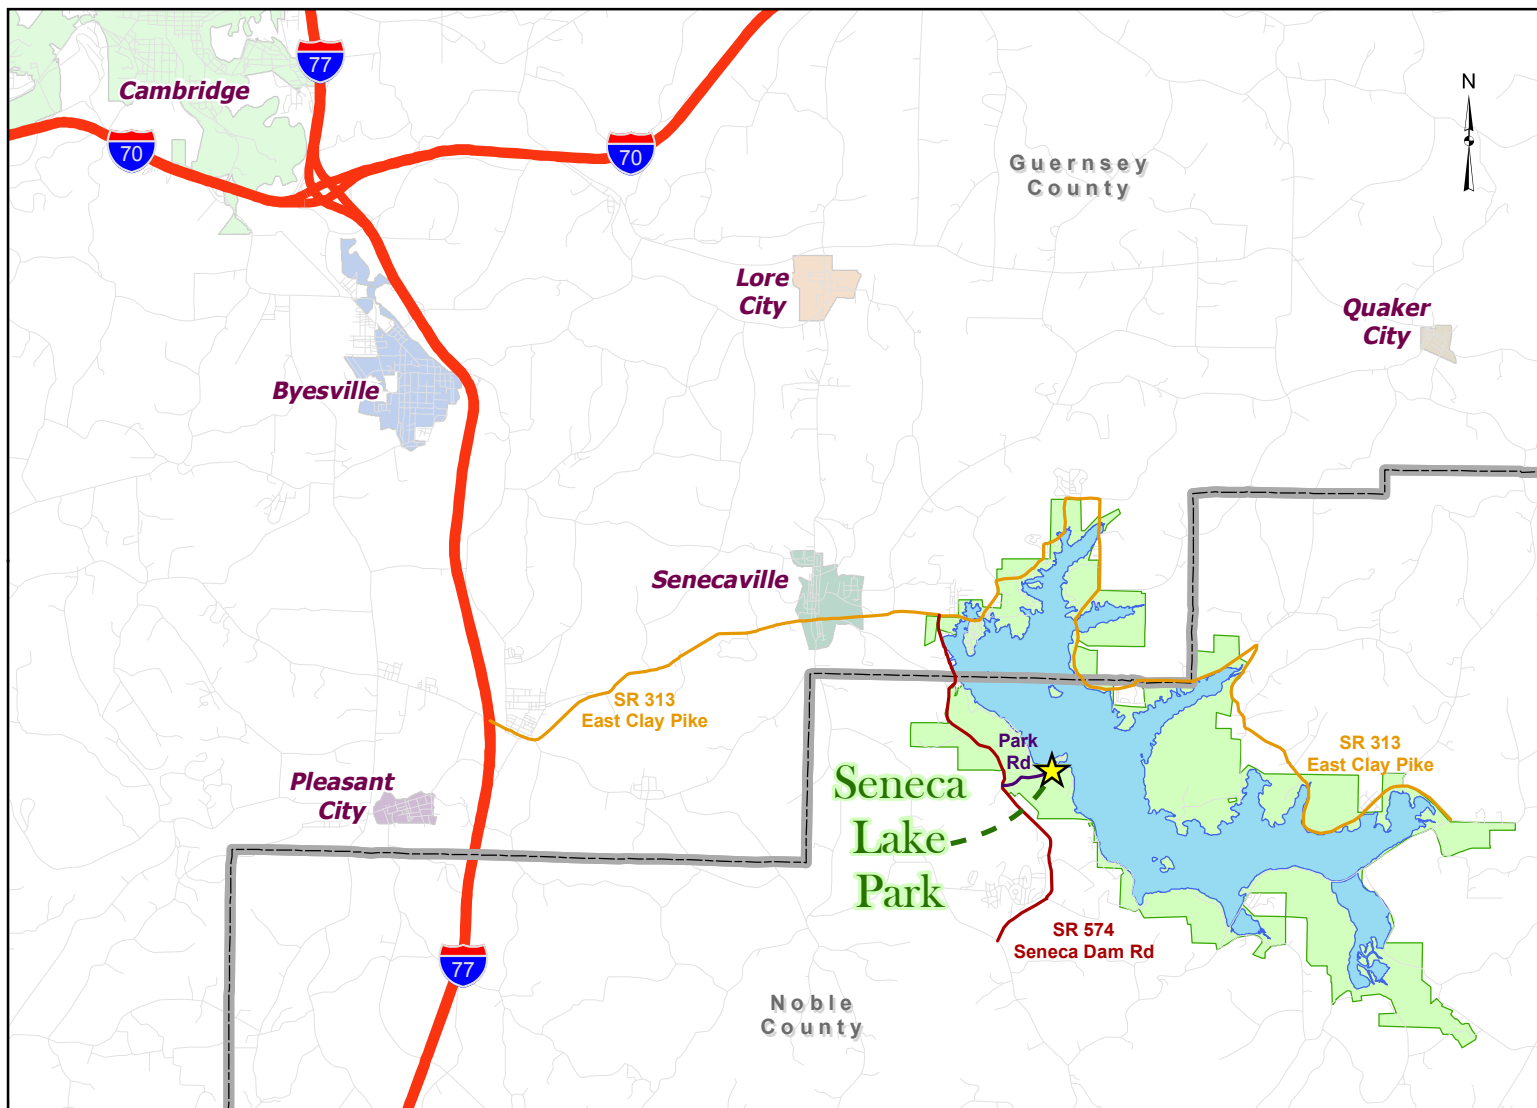 77
N
Cambridge
70
70
Guernsey
County
Lore
City
Quaker
City
Byesville
Senecaville
SR 313
East Clay Pike
Park
Rd
SR 313
East Clay Pike
Pleasant
City
Seneca
Lake
Park
SR 574
Seneca Dam Rd
77
Noble
County